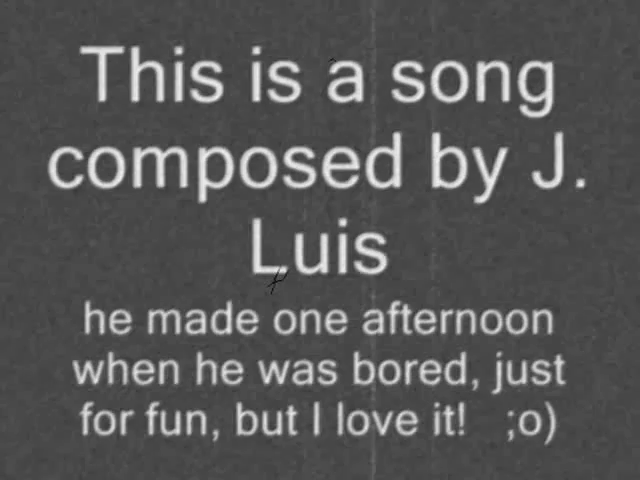 This is a song
composed by J.
Luis
he made one afternoon
when he was bored, just
for fun, but I love it!   ;o)